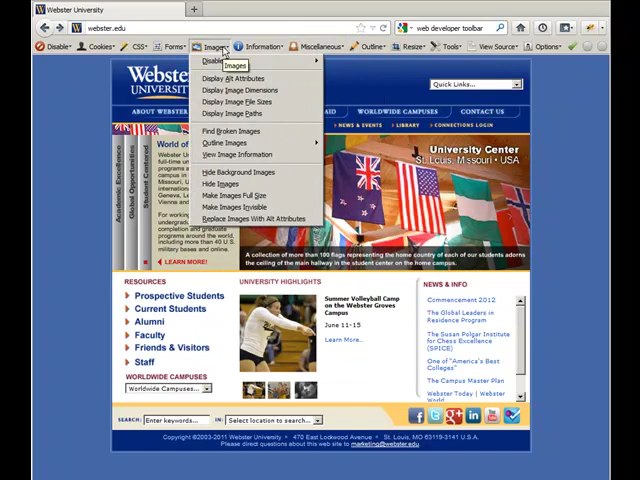 Webster University
webster.edu
web developer toolbar
Disable
Cookies
CSS
Forms
Images
Information
Miscellaneous
Outline
Resize
Tools
View Source
Options
Images
Display Alt Attributes
Display Image Dimensions
Display Image File Sizes
Display Image Paths
Find Broken Images
Outline Images
View Image Information
Hide Background Images
Hide Images
Make Images Full Size
Make Images Invisible
Replace Images With Alt Attributes
Quick Links...
ABOUT WEBSTER
WORLDWIDE CAMPUSES
CONTACT US
NEWS & EVENTS
LIBRARY
CONNECTIONS LOGIN
Academic Excellence
Global Opportunities
Student Centered
University Center
St. Louis, Missouri • USA
For working
LEARN MORE!
A collection of more than 100 flags representing the home country of each of our students adorns
the ceiling of the main hallway in the student center on the home campus.
RESOURCES
Prospective Students
Current Students
Alumni
Faculty
Friends & Visitors
Staff
WORLDWIDE CAMPUSES
Worldwide Campuses...
UNIVERSITY HIGHLIGHTS
Summer Volleyball Camp
on the Webster Groves
Campus
June 11-15
Learn More...
NEWS & INFO
Commencement 2012
The Global Leaders in
Residence Program
The Susan Polgar Institute
for Chess Excellence
(SPICE)
One of "America's Best
Colleges"
The Campus Master Plan
Webster Today | Webster
World
SEARCH:
Enter keywords...
IN:
Select location to search...
Copyright ©2003-2011 Webster University • 470 East Lockwood Avenue • St. Louis, MO 63119-3141 U.S.A.
Please direct questions about this web site to marketing@webster.edu.